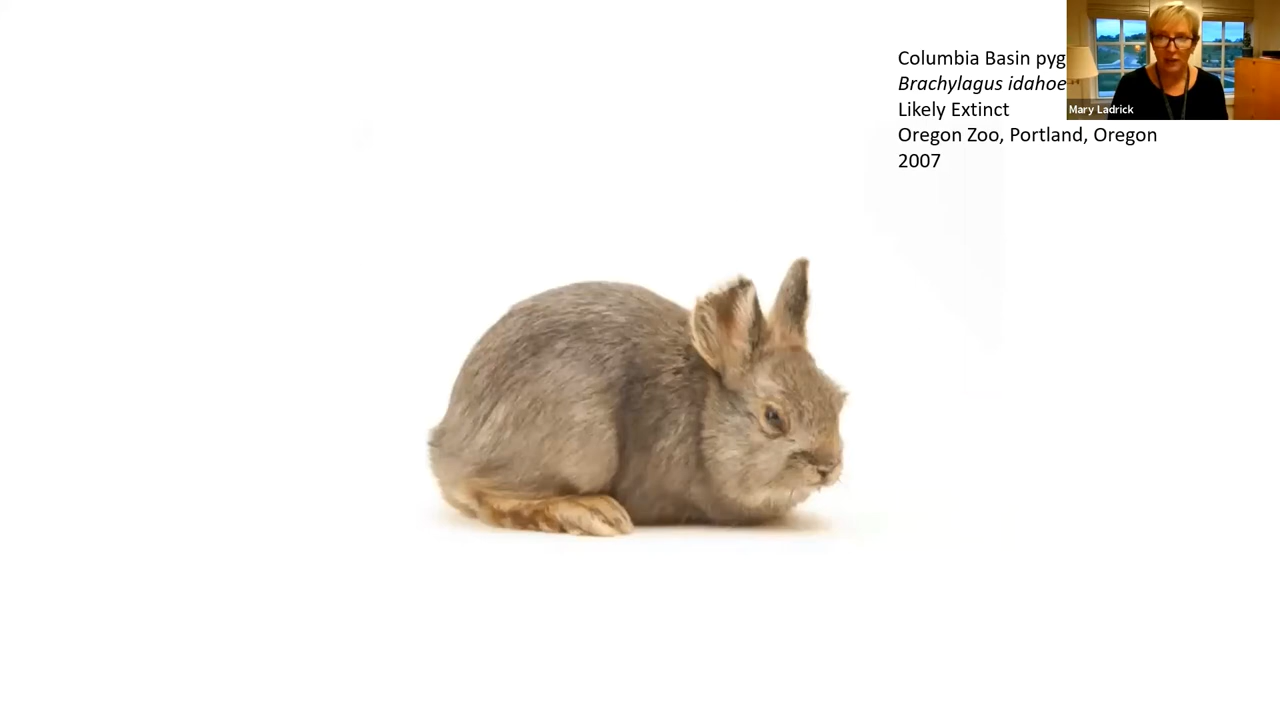 Columbia Basin pyg
Brachylagus idahoe
Likely Extinct
Oregon Zoo, Portland, Oregon
2007
Mary Ladrick